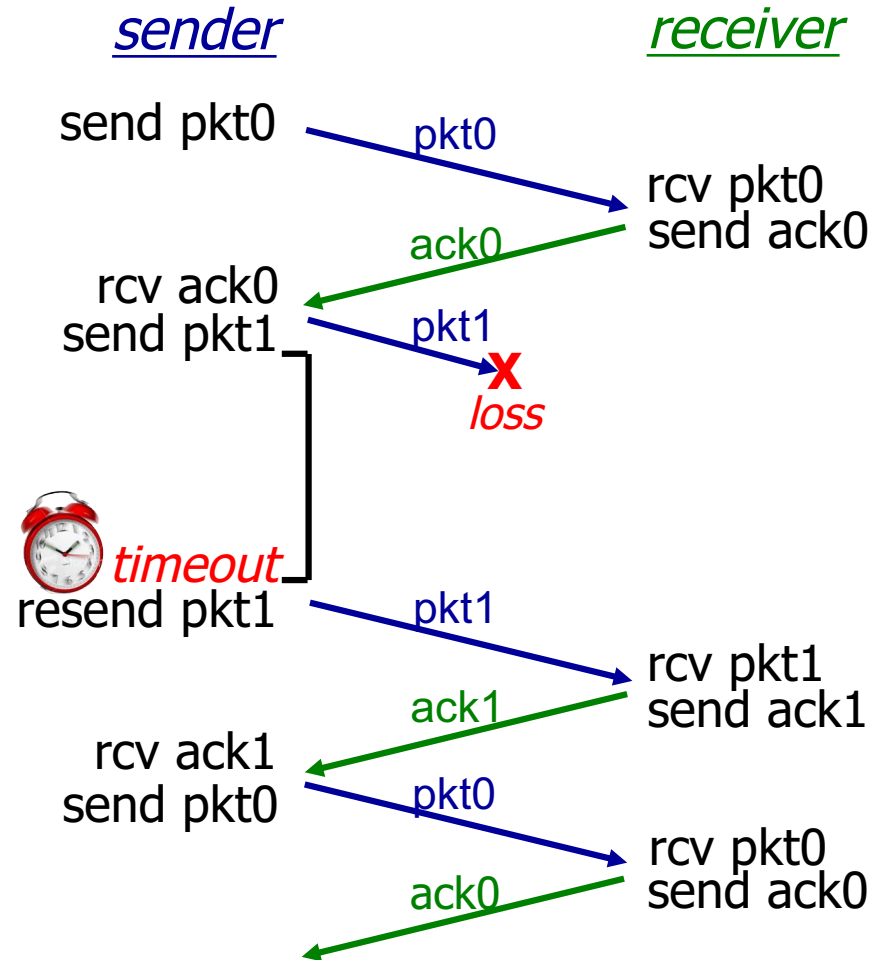 sender
receiver
send pkt0
pkt0
rcv pkt0
send ack0
ack0
rcv ack0
send pkt1
pkt1
X
loss
timeout
resend pkt1
pkt1
rcv pkt1
send ack1
ack1
rcv ack1
send pkt0
pkt0
rcv pkt0
send ack0
ack0